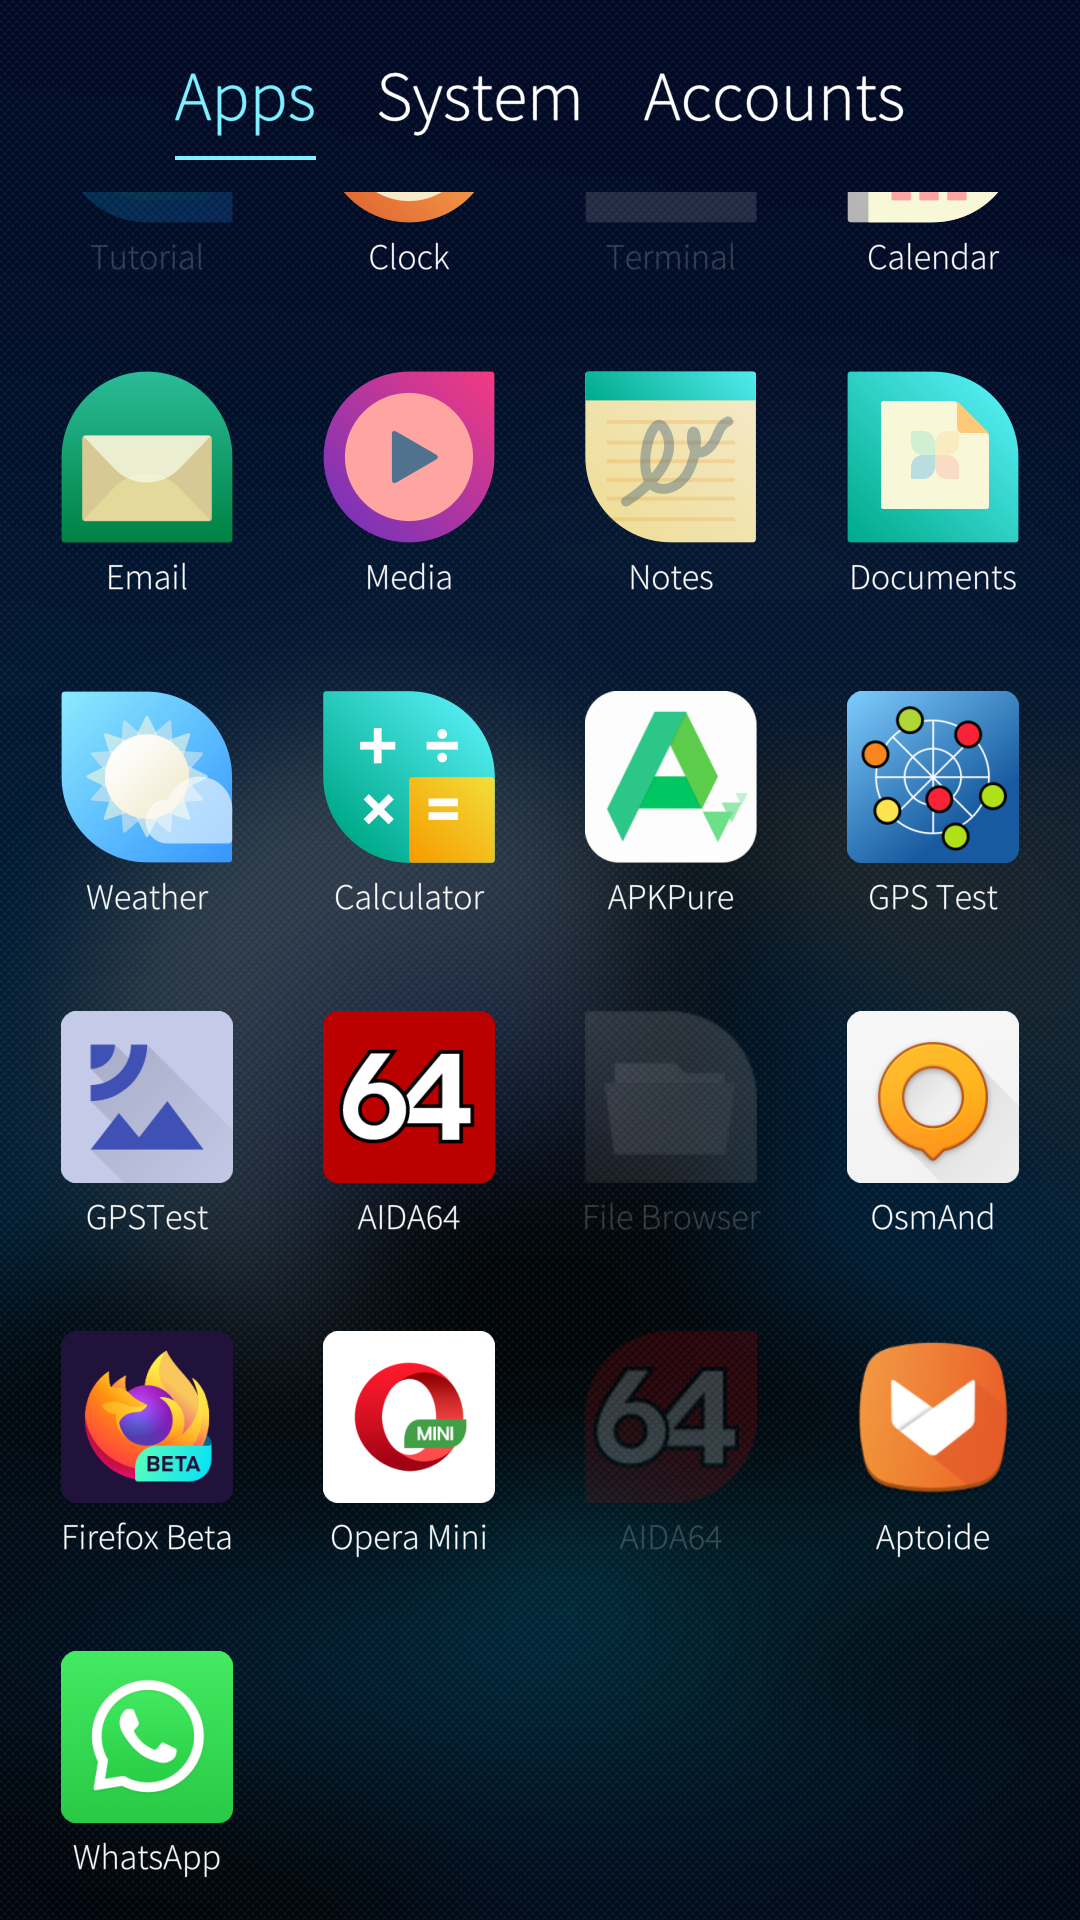 Apps System Accounts
Tutorial Clock Terminal Calendar
Email Media Notes Documents
Weather Calculator APKPure GPS Test
64
GPSTest AIDA64 File Browser OsmAnd
BETA MINI 64
Firefox Beta Opera Mini AIDA64 Aptoide
WhatsApp